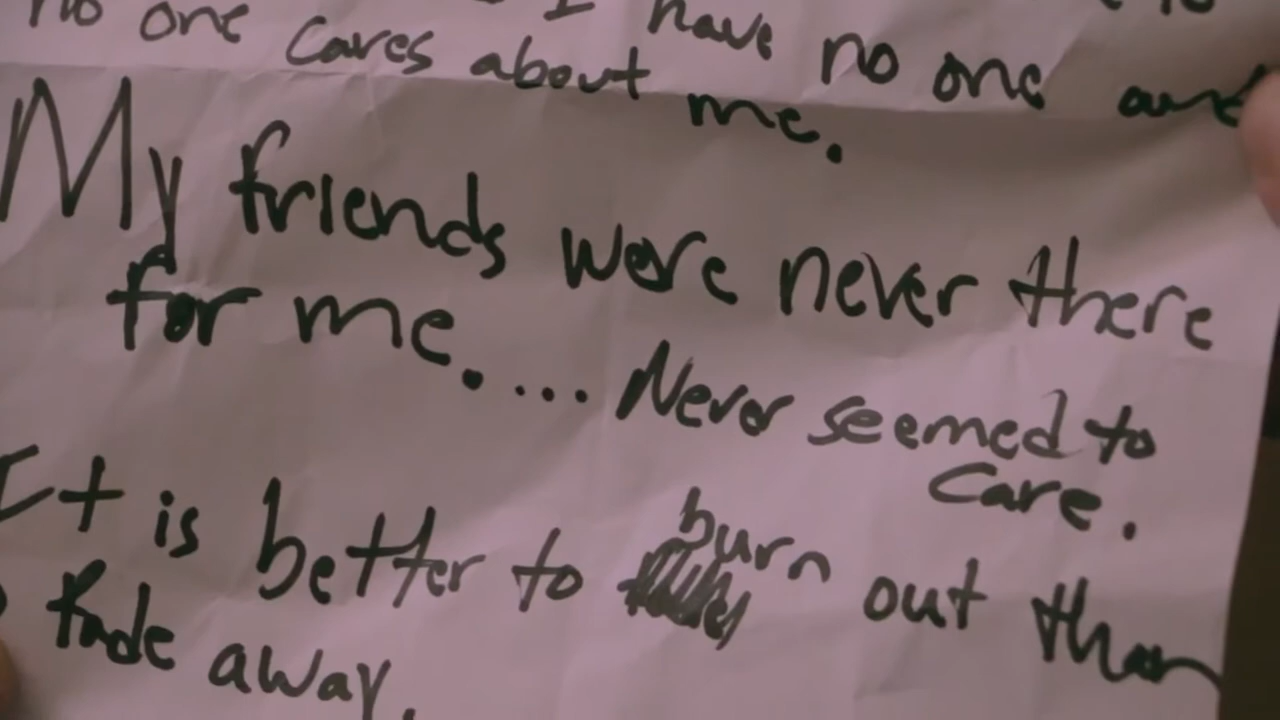 I have no one and
no one cares about me.
My friends were never there
for me.... Never seemed to
care.
It is better to burn out than
to fade away.